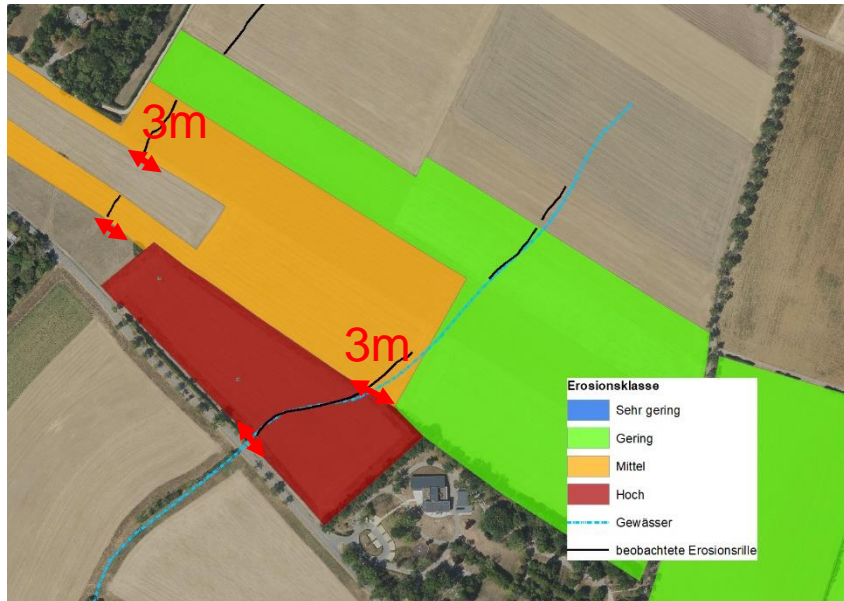 3m
3m
Erosionsklasse
Sehr gering
Gering
Mittel
Hoch
Gewässer
beobachtete Erosionsrille